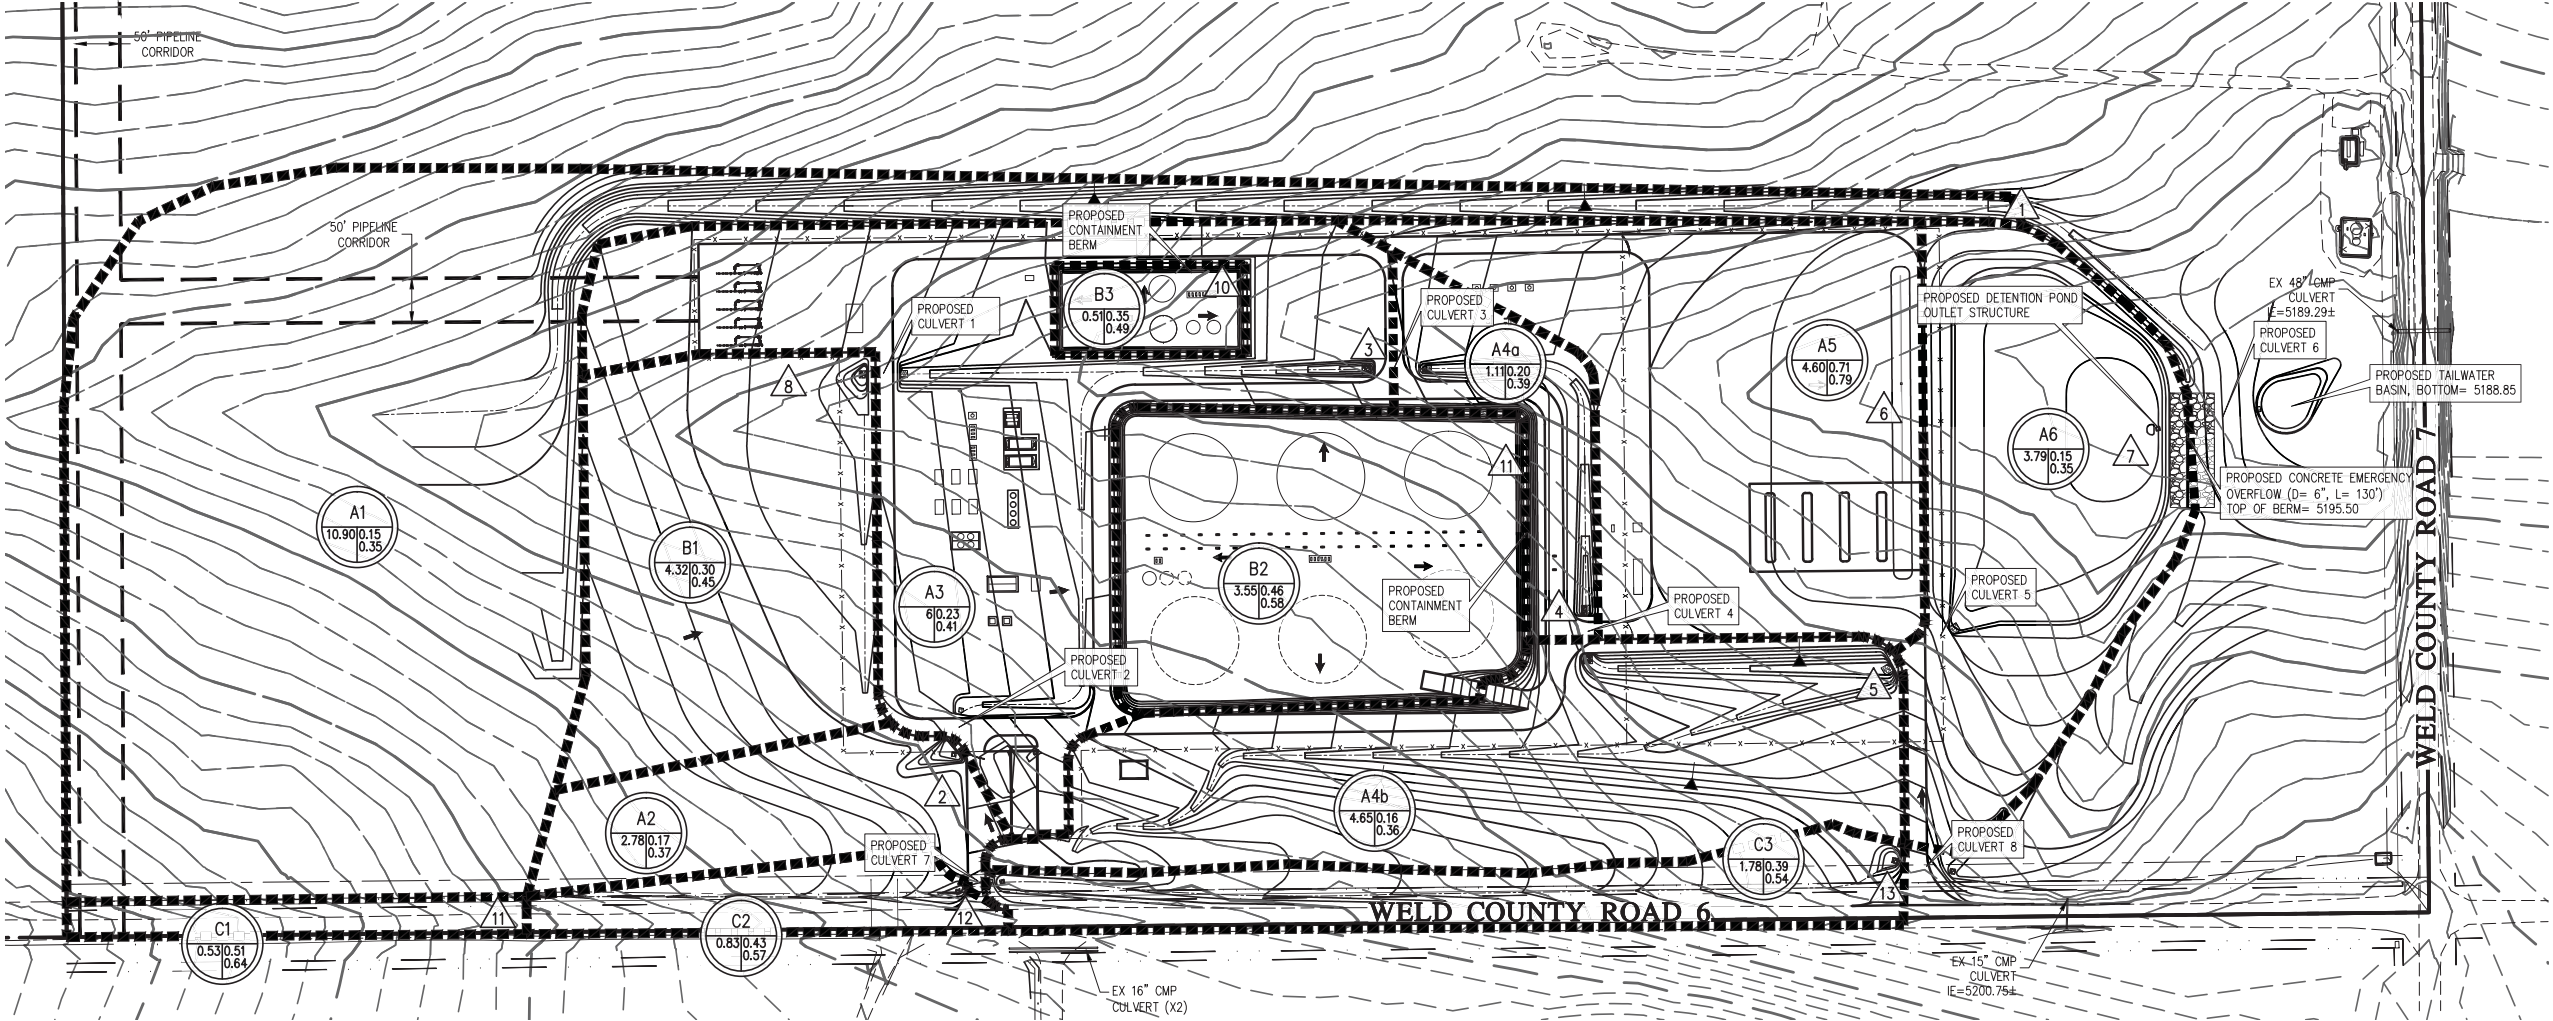 50' PIPELINE
CORRIDOR
50' PIPELINE
CORRIDOR
PROPOSED
CONTAINMENT
BERM
1
10
B3
0.51 0.35
0.49
PROPOSED
CULVERT 1
PROPOSED
CULVERT 3
3
A4a
1.11 0.20
0.39
A5
4.60 0.71
0.79
PROPOSED DETENTION POND
OUTLET STRUCTURE
EX 48" CMP
CULVERT
IE=5189.29±
PROPOSED
CULVERT 6
PROPOSED TAILWATER
BASIN, BOTTOM= 5188.85
8
6
A6
3.79 0.15
0.35
7
11
PROPOSED CONCRETE EMERGENCY
OVERFLOW (D= 6", L= 130')
TOP OF BERM= 5195.50
WELD COUNTY ROAD 7
A1
10.90 0.15
0.35
B1
4.32 0.30
0.45
A3
6 0.23
0.41
B2
3.55 0.46
0.58
PROPOSED
CONTAINMENT
BERM
4
PROPOSED
CULVERT 4
PROPOSED
CULVERT 5
PROPOSED
CULVERT 2
5
2
A2
2.78 0.17
0.37
A4b
4.65 0.16
0.36
PROPOSED
CULVERT 7
C3
1.78 0.39
0.54
PROPOSED
CULVERT 8
13
11
12
WELD COUNTY ROAD 6
C1
0.53 0.51
0.64
C2
0.83 0.43
0.57
EX 16" CMP
CULVERT (X2)
EX 15" CMP
CULVERT
IE=5200.75±